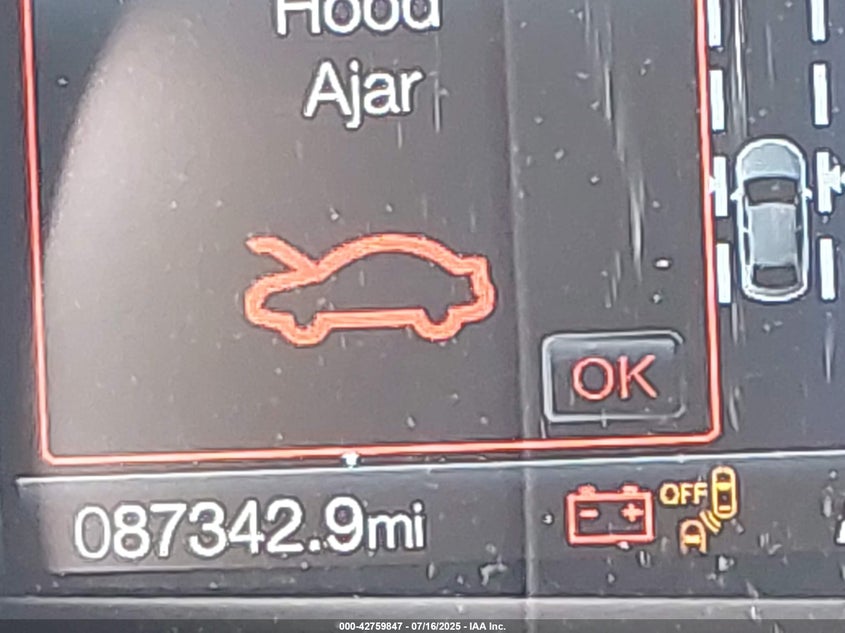 Hood
Ajar
OK
087342.9mi
OFF
000-42759847 - 07/16/2025 - IAA Inc.